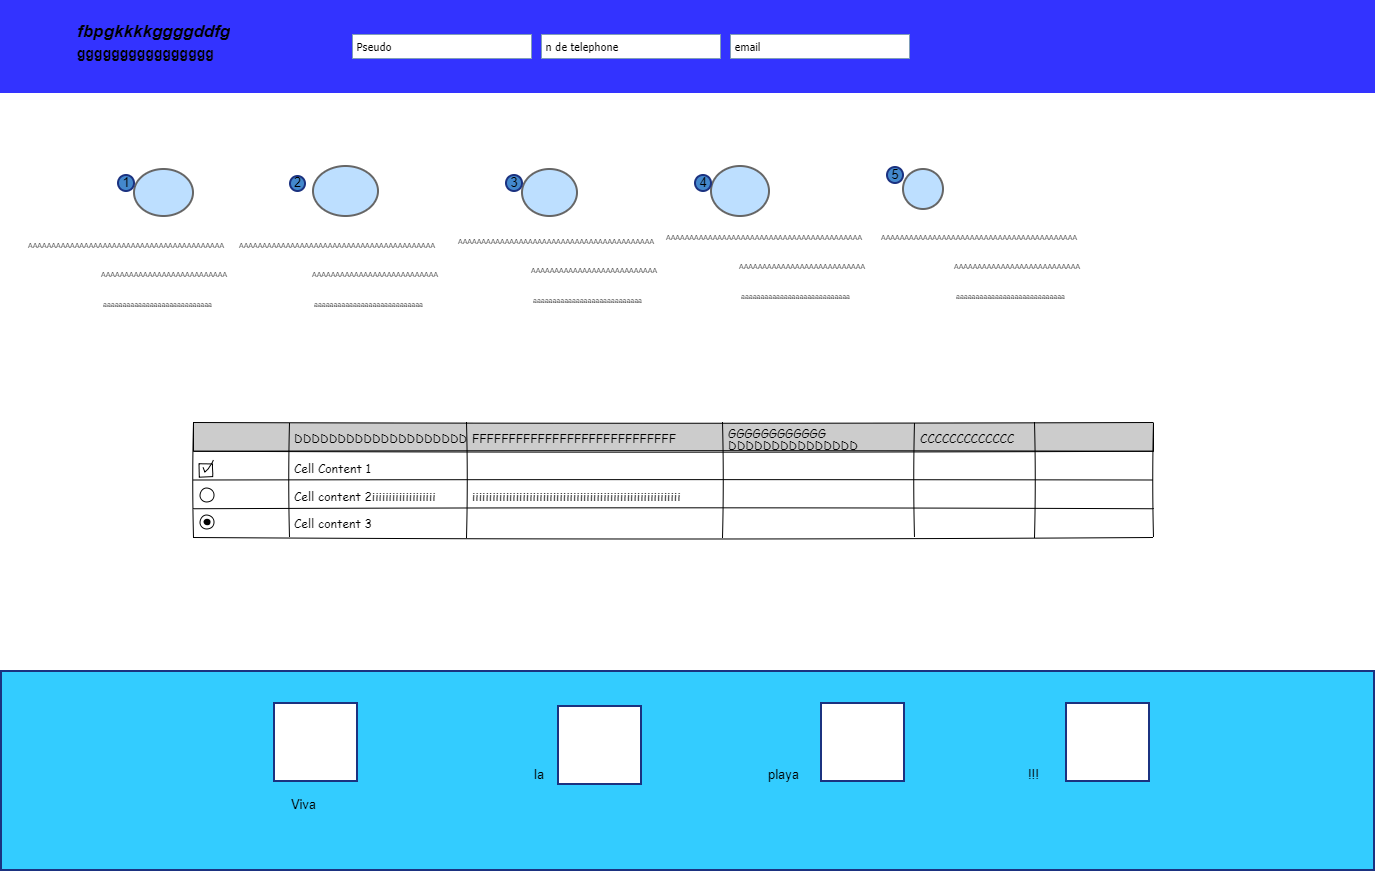 fbpgkkkkggggddfg
gggggggggggggggg
Pseudo
n de telephone
email
1
2
3
4
5
AAAAAAAAAAAAAAAAAAAAAAAAAAAAAAAAAAAAAAAAAA
AAAAAAAAAAAAAAAAAAAAAAAAAAA
aaaaaaaaaaaaaaaaaaaaaaaaaaaa
AAAAAAAAAAAAAAAAAAAAAAAAAAAAAAAAAAAAAAAAAA
AAAAAAAAAAAAAAAAAAAAAAAAAAA
aaaaaaaaaaaaaaaaaaaaaaaaaaaa
AAAAAAAAAAAAAAAAAAAAAAAAAAAAAAAAAAAAAAAAAA
AAAAAAAAAAAAAAAAAAAAAAAAAAA
aaaaaaaaaaaaaaaaaaaaaaaaaaaa
AAAAAAAAAAAAAAAAAAAAAAAAAAAAAAAAAAAAAAAAAA
AAAAAAAAAAAAAAAAAAAAAAAAAAA
aaaaaaaaaaaaaaaaaaaaaaaaaaaa
AAAAAAAAAAAAAAAAAAAAAAAAAAAAAAAAAAAAAAAAAA
AAAAAAAAAAAAAAAAAAAAAAAAAAA
aaaaaaaaaaaaaaaaaaaaaaaaaaaa
DDDDDDDDDDDDDDDDDDDD
FFFFFFFFFFFFFFFFFFFFFFFFFFFF
GGGGGGGGGGGG
DDDDDDDDDDDDDDD
CCCCCCCCCCCCC
Cell Content 1
Cell content 2iiiiiiiiiiiiiiiiiii
iiiiiiiiiiiiiiiiiiiiiiiiiiiiiiiiiiiiiiiiiiiiiiiiiiiiiiiiiiiiii
Cell content 3
Viva
la
playa
!!!